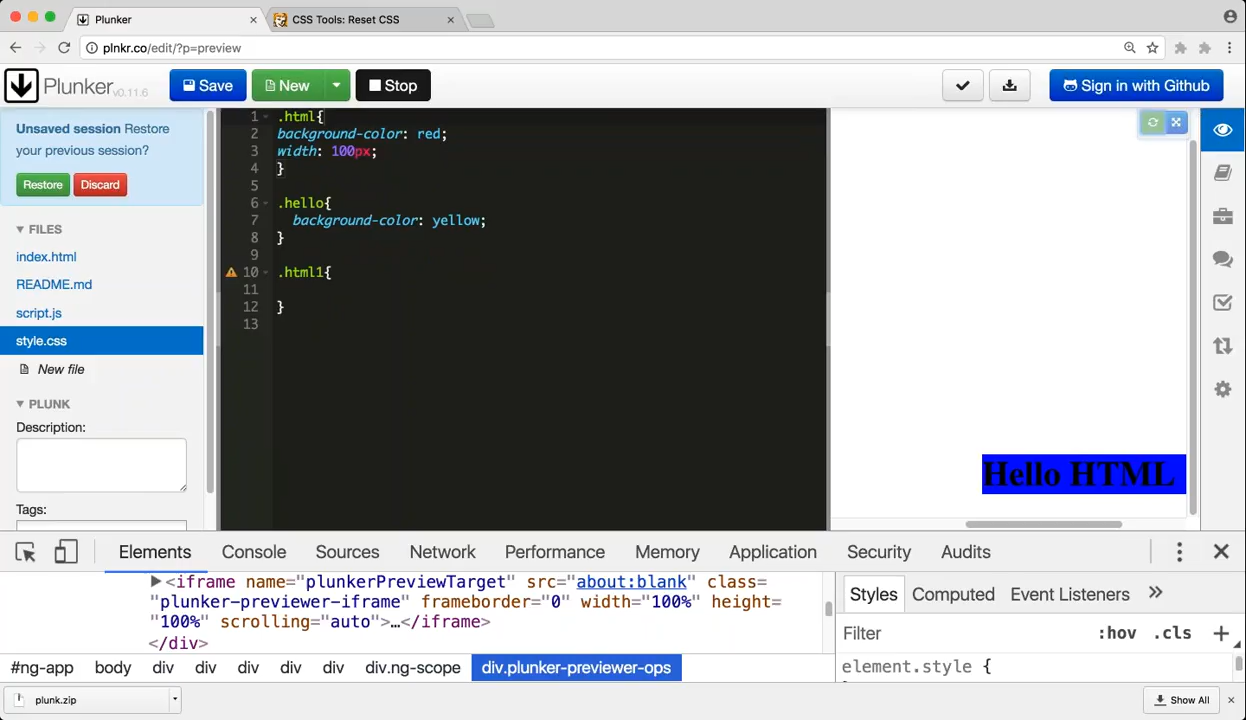 Plunker
CSS Tools: Reset CSS
plnkr.co/edit/?p=preview
Plunker v0.11.6
Save
New
Stop
Sign in with Github
Unsaved session Restore
your previous session?
Restore
Discard
FILES
index.html
README.md
script.js
style.css
New file
PLUNK
Description:
Tags:
1 .html{
2 background-color: red;
3 width: 100px;
4 }
5
6 .hello{
7 background-color: yellow;
8 }
9
10 .html1{
11
12 }
13
Hello HTML
Elements Console Sources Network Performance Memory Application Security Audits
<iframe name="plunkerPreviewTarget" src="about:blank" class=
"plunker-previewer-iframe" frameborder="0" width="100%" height=
"100%" scrolling="auto">…</iframe>
</div>
#ng-app body div div div div div div.ng-scope div.plunker-previewer-ops
Styles Computed Event Listeners »
Filter :hov .cls +
element.style {
plunk.zip
Show All